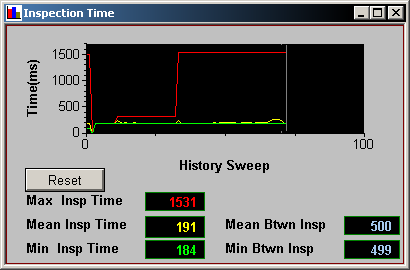 Inspection Time
1500
1000
500
0
Time(ms)
0
100
History Sweep
Reset
Max Insp Time 1531
Mean Insp Time 191 Mean Btwn Insp 500
Min Insp Time 184 Min Btwn Insp 499